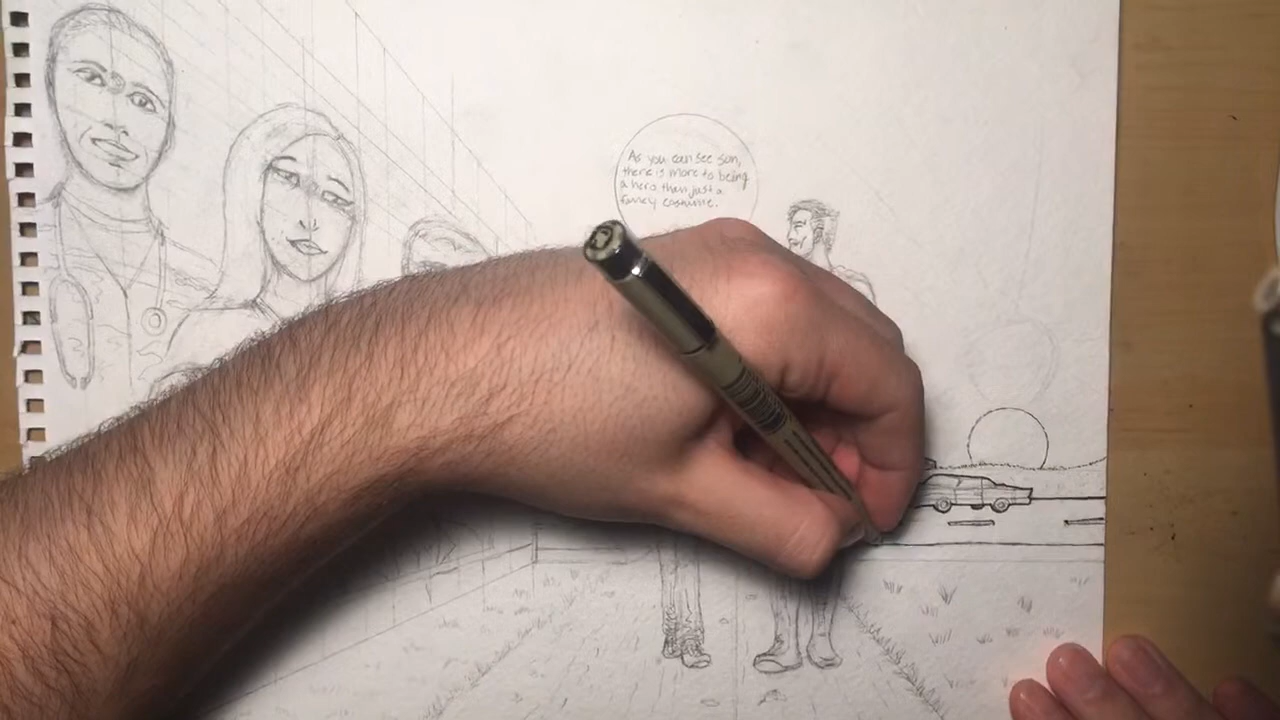 As you can see son,
there is more to being
a hero than just a
fancy costume.